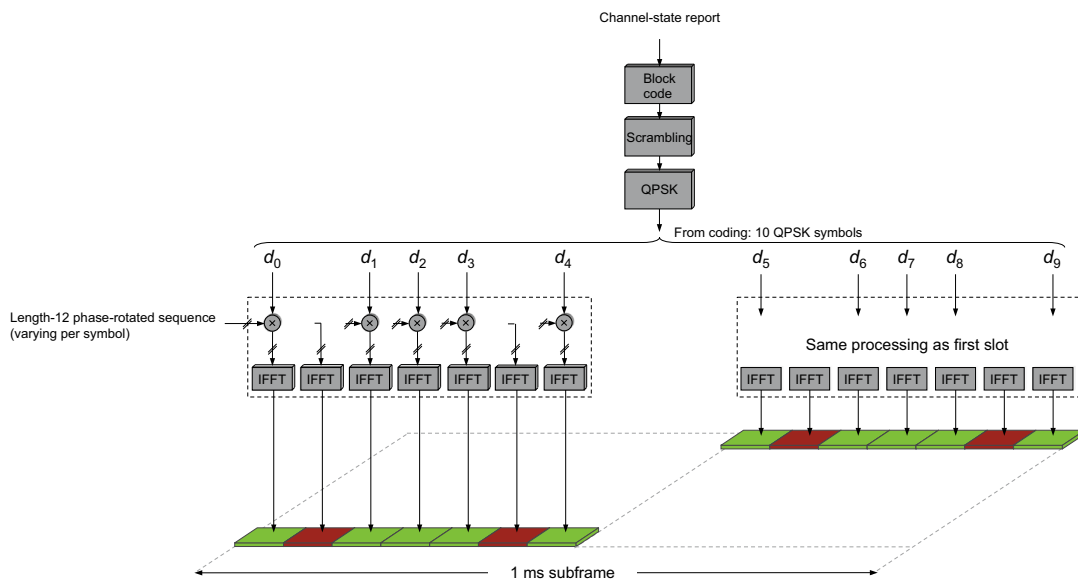 Channel-state report
Block
code
Scrambling
QPSK
From coding: 10 QPSK symbols
d0 d1 d2 d3 d4 d5 d6 d7 d8 d9
Length-12 phase-rotated sequence
(varying per symbol)
× × × × ×
Same processing as first slot
IFFT IFFT IFFT IFFT IFFT IFFT IFFT IFFT IFFT IFFT IFFT IFFT IFFT IFFT
1 ms subframe